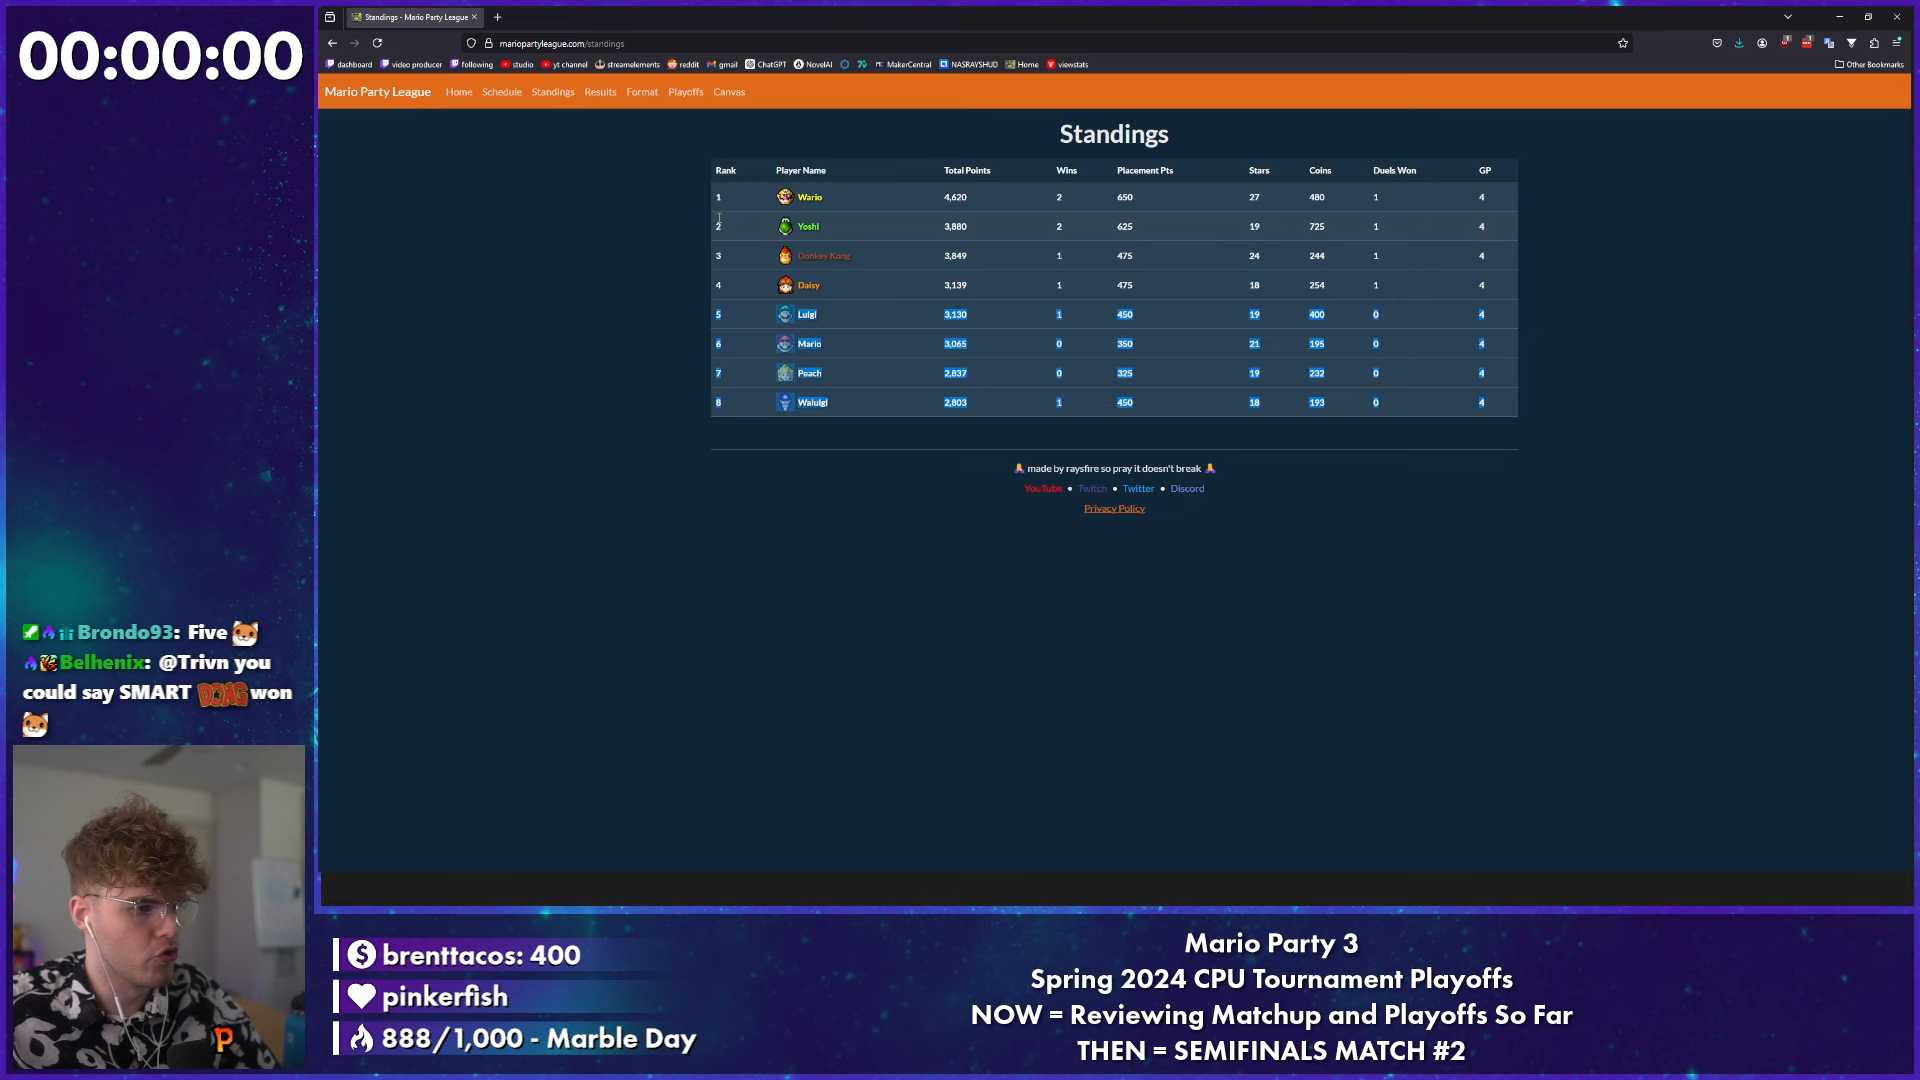 00:00:00
Standings - Mario Party League
mariopartyleague.com/standings
dashboard video producer following studio yt channel streamelements reddit gmail ChatGPT NovelAI MakerCentral NASRAYSHUD Home viewstats Other Bookmarks
Mario Party League Home Schedule Standings Results Format Playoffs Canvas
Standings
Rank Player Name Total Points Wins Placement Pts Stars Coins Duels Won GP
1 Wario 4,620 2 650 27 480 1 4
2 Yoshi 3,880 2 625 19 725 1 4
3 Donkey Kong 3,849 1 475 24 244 1 4
4 Daisy 3,139 1 475 18 254 1 4
5 Luigi 3,130 1 450 19 400 0 4
6 Mario 3,065 0 350 21 195 0 4
7 Peach 2,837 0 325 19 232 0 4
8 Waluigi 2,803 1 450 18 193 0 4
made by raysfire so pray it doesn't break
YouTube • Twitch • Twitter • Discord
Privacy Policy
Brondo93: Five
Belhenix: @Trivn you
could say SMART DONG won
brenttacos: 400
pinkerfish
888/1,000 - Marble Day
Mario Party 3
Spring 2024 CPU Tournament Playoffs
NOW = Reviewing Matchup and Playoffs So Far
THEN = SEMIFINALS MATCH #2